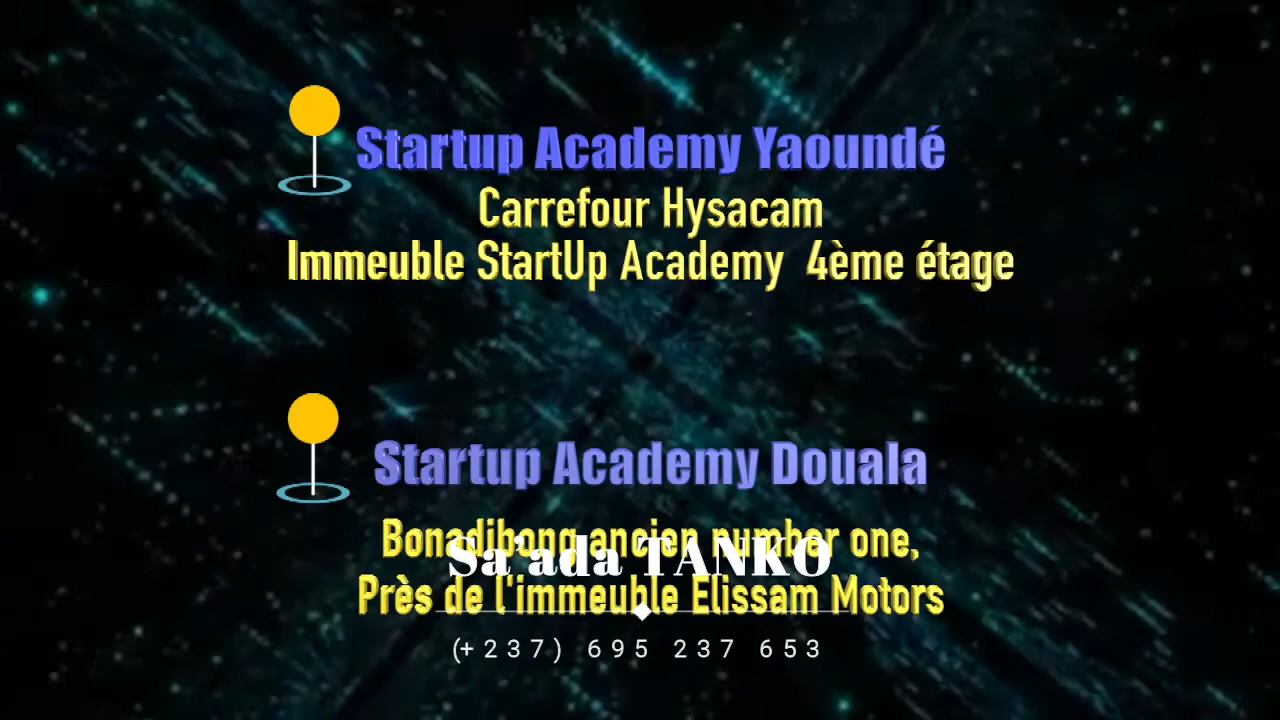 Startup Academy Yaoundé
Carrefour Hysacam
Immeuble StartUp Academy 4ème étage
Startup Academy Douala
Bonadibong ancien number one,
Sa'ada TANKO
Près de l'immeuble Elissam Motors
(+237) 695 237 653